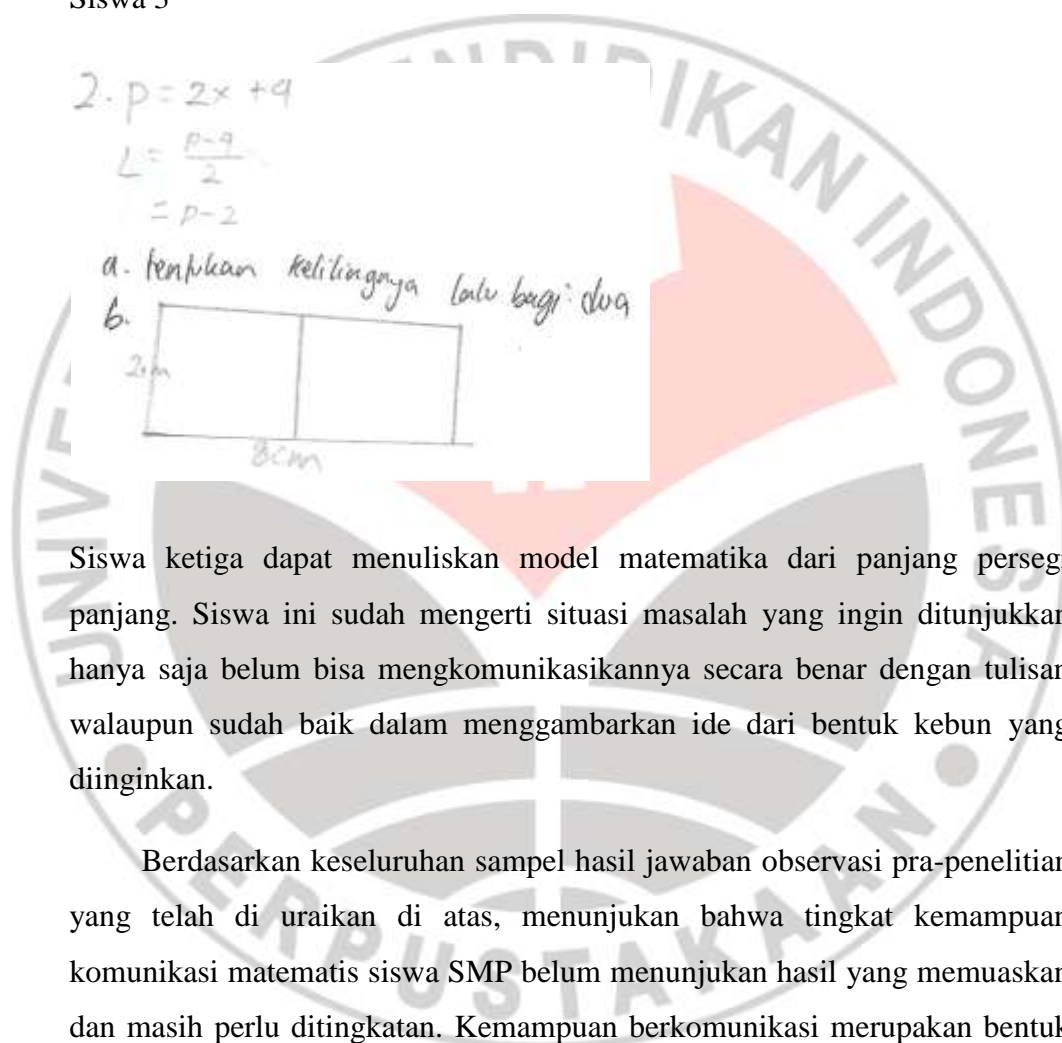 Siswa 3
2. p = 2x + 4
L = \frac{p-4}{2}
= p-2
a. tentukan kelilingnya lalu bagi dua
b.
2cm
8cm
Siswa ketiga dapat menuliskan model matematika dari panjang persegi
panjang. Siswa ini sudah mengerti situasi masalah yang ingin ditunjukkan
hanya saja belum bisa mengkomunikasikannya secara benar dengan tulisan
walaupun sudah baik dalam menggambarkan ide dari bentuk kebun yang
diinginkan.
Berdasarkan keseluruhan sampel hasil jawaban observasi pra-penelitian
yang telah di uraikan di atas, menunjukan bahwa tingkat kemampuan
komunikasi matematis siswa SMP belum menunjukan hasil yang memuaskan
dan masih perlu ditingkatan. Kemampuan berkomunikasi merupakan bentuk
PENDIDIKAN INDONESIA
PERPUSTAKAAN